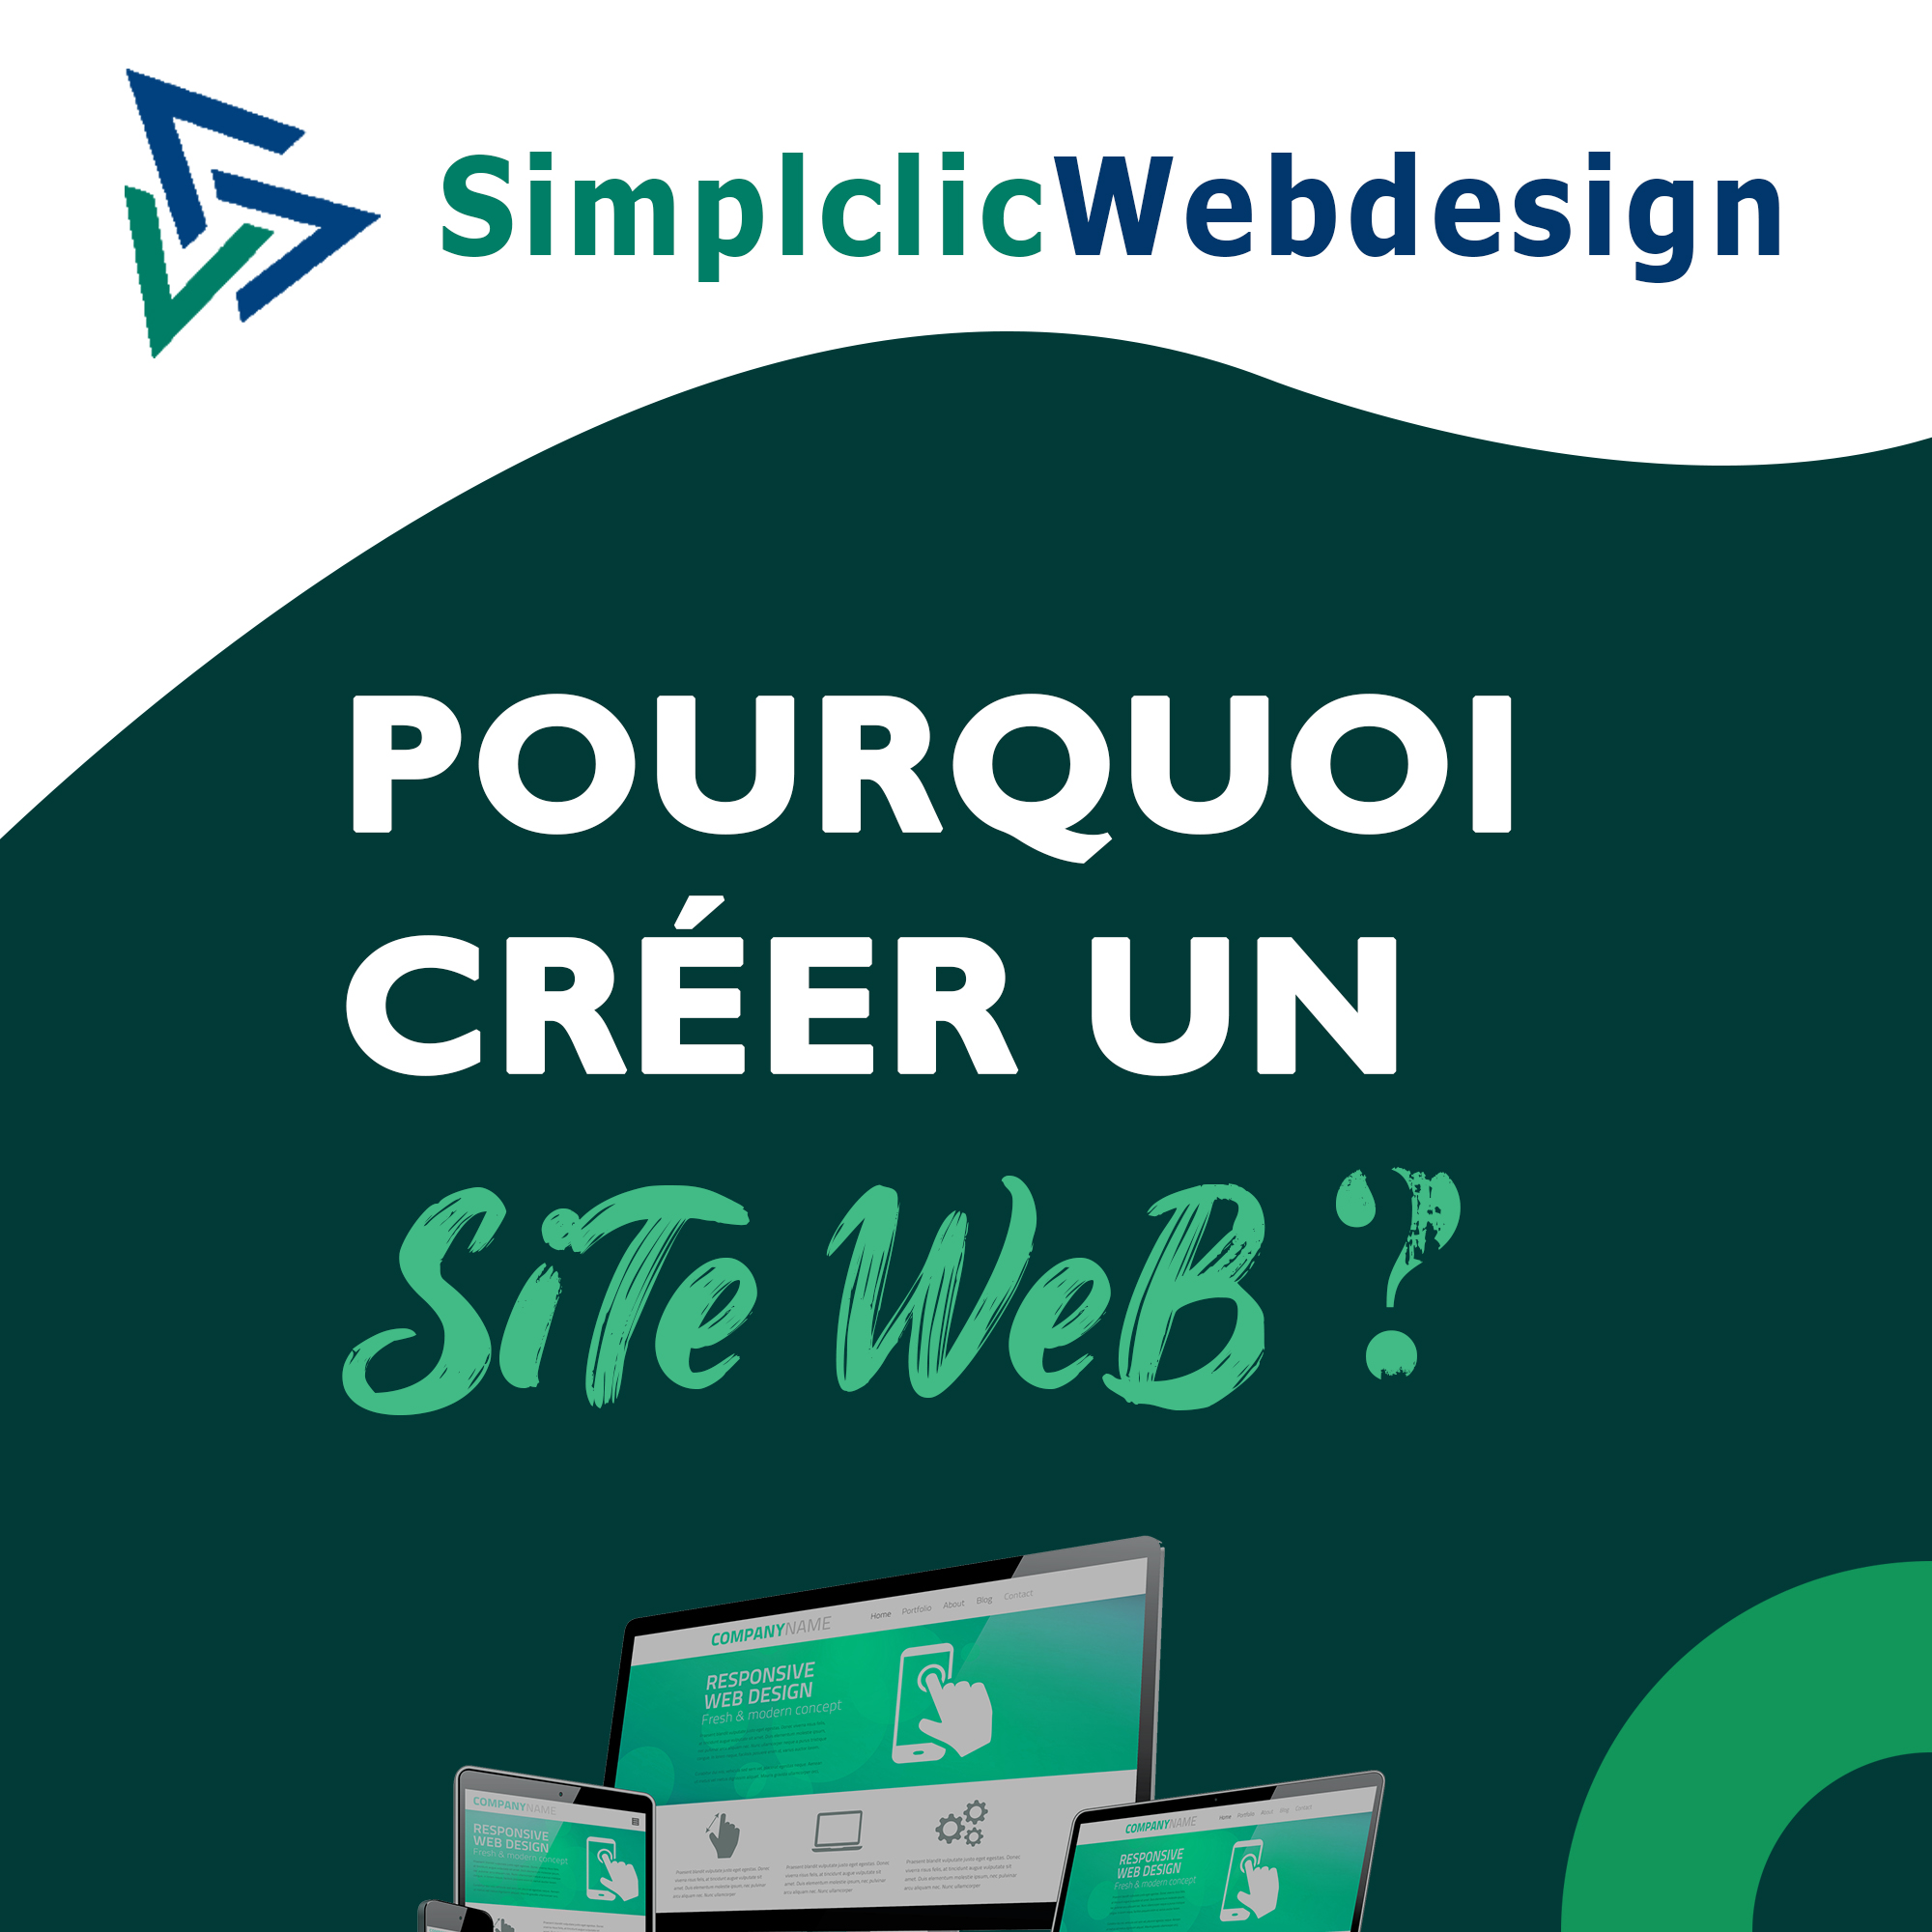 SimplclicWebdesign
POURQUOI
CRÉER UN
SiTe WeB ?
COMPANYNAME
Home Portfolio About Blog Contact
RESPONSIVE
WEB DESIGN
Fresh & modern concept
COMPANYNAME
RESPONSIVE
WEB DESIGN
Fresh & modern concept
COMPANYNAME
Home Portfolio About Blog Contact
RESPONSIVE
WEB DESIGN
Fresh & modern concept